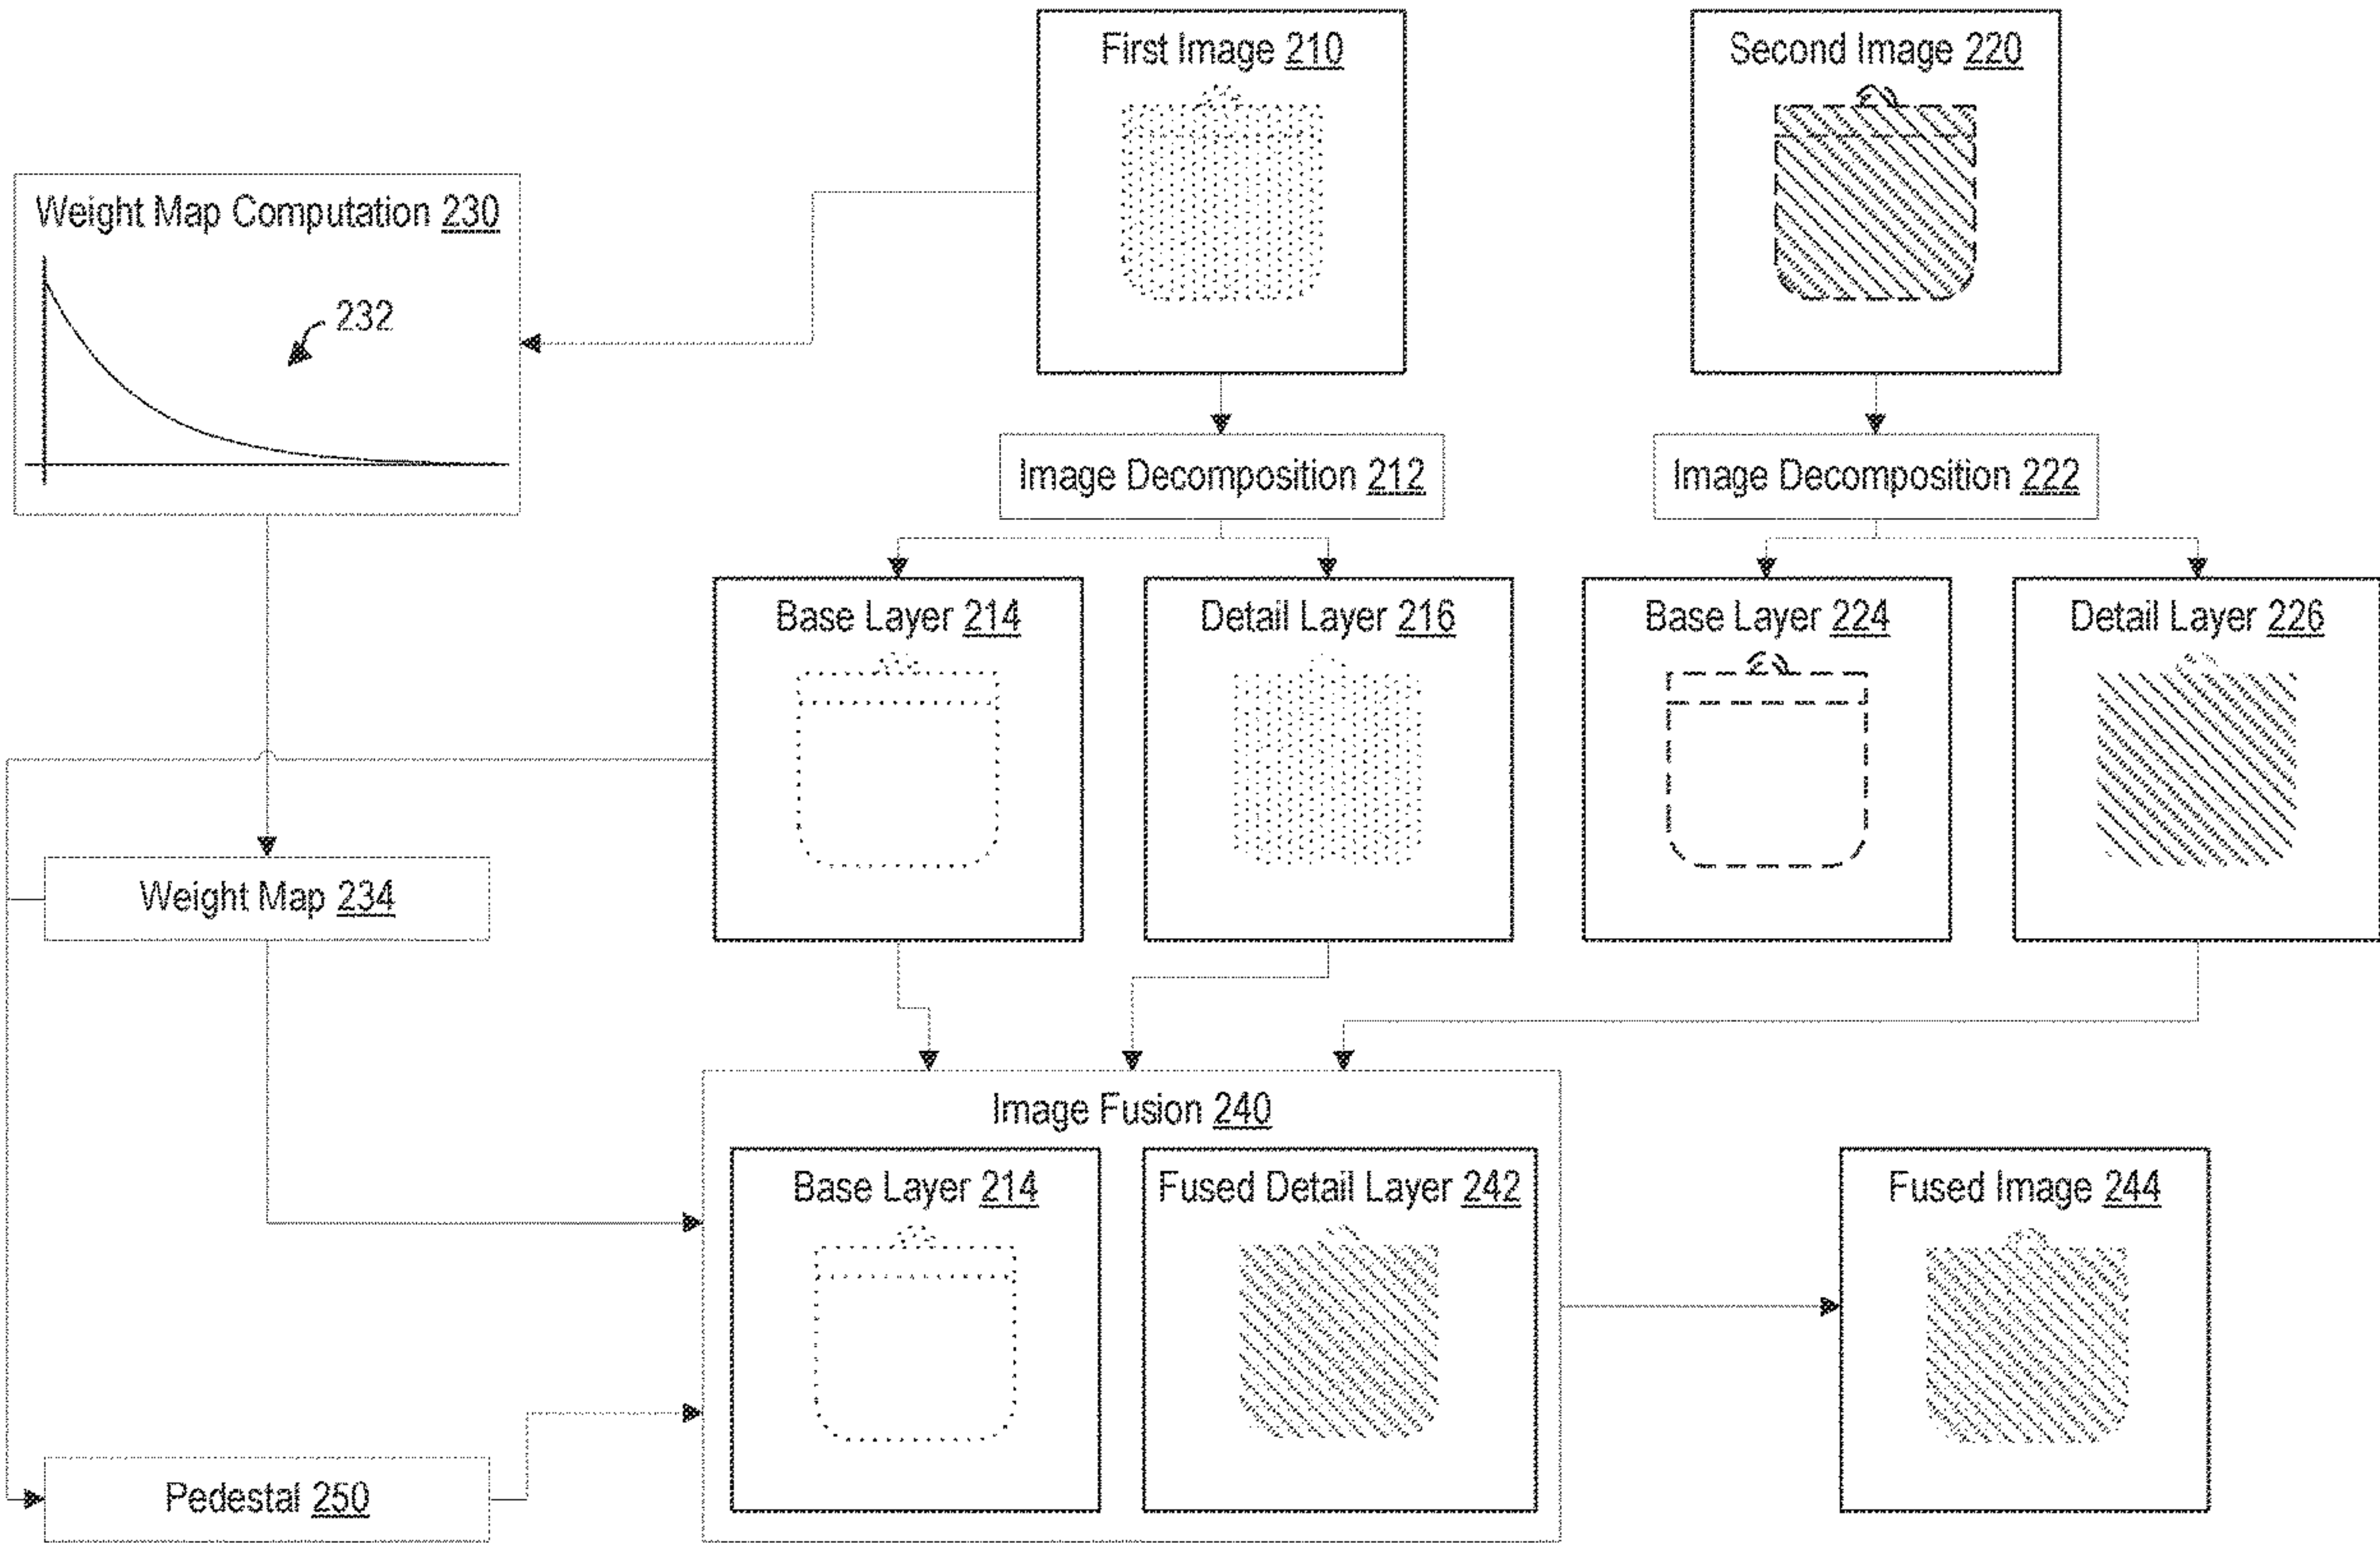 First Image 210
Second Image 220
Weight Map Computation 230
232
Image Decomposition 212
Image Decomposition 222
Base Layer 214
Detail Layer 216
Base Layer 224
Detail Layer 226
Weight Map 234
Image Fusion 240
Base Layer 214
Fused Detail Layer 242
Fused Image 244
Pedestal 250